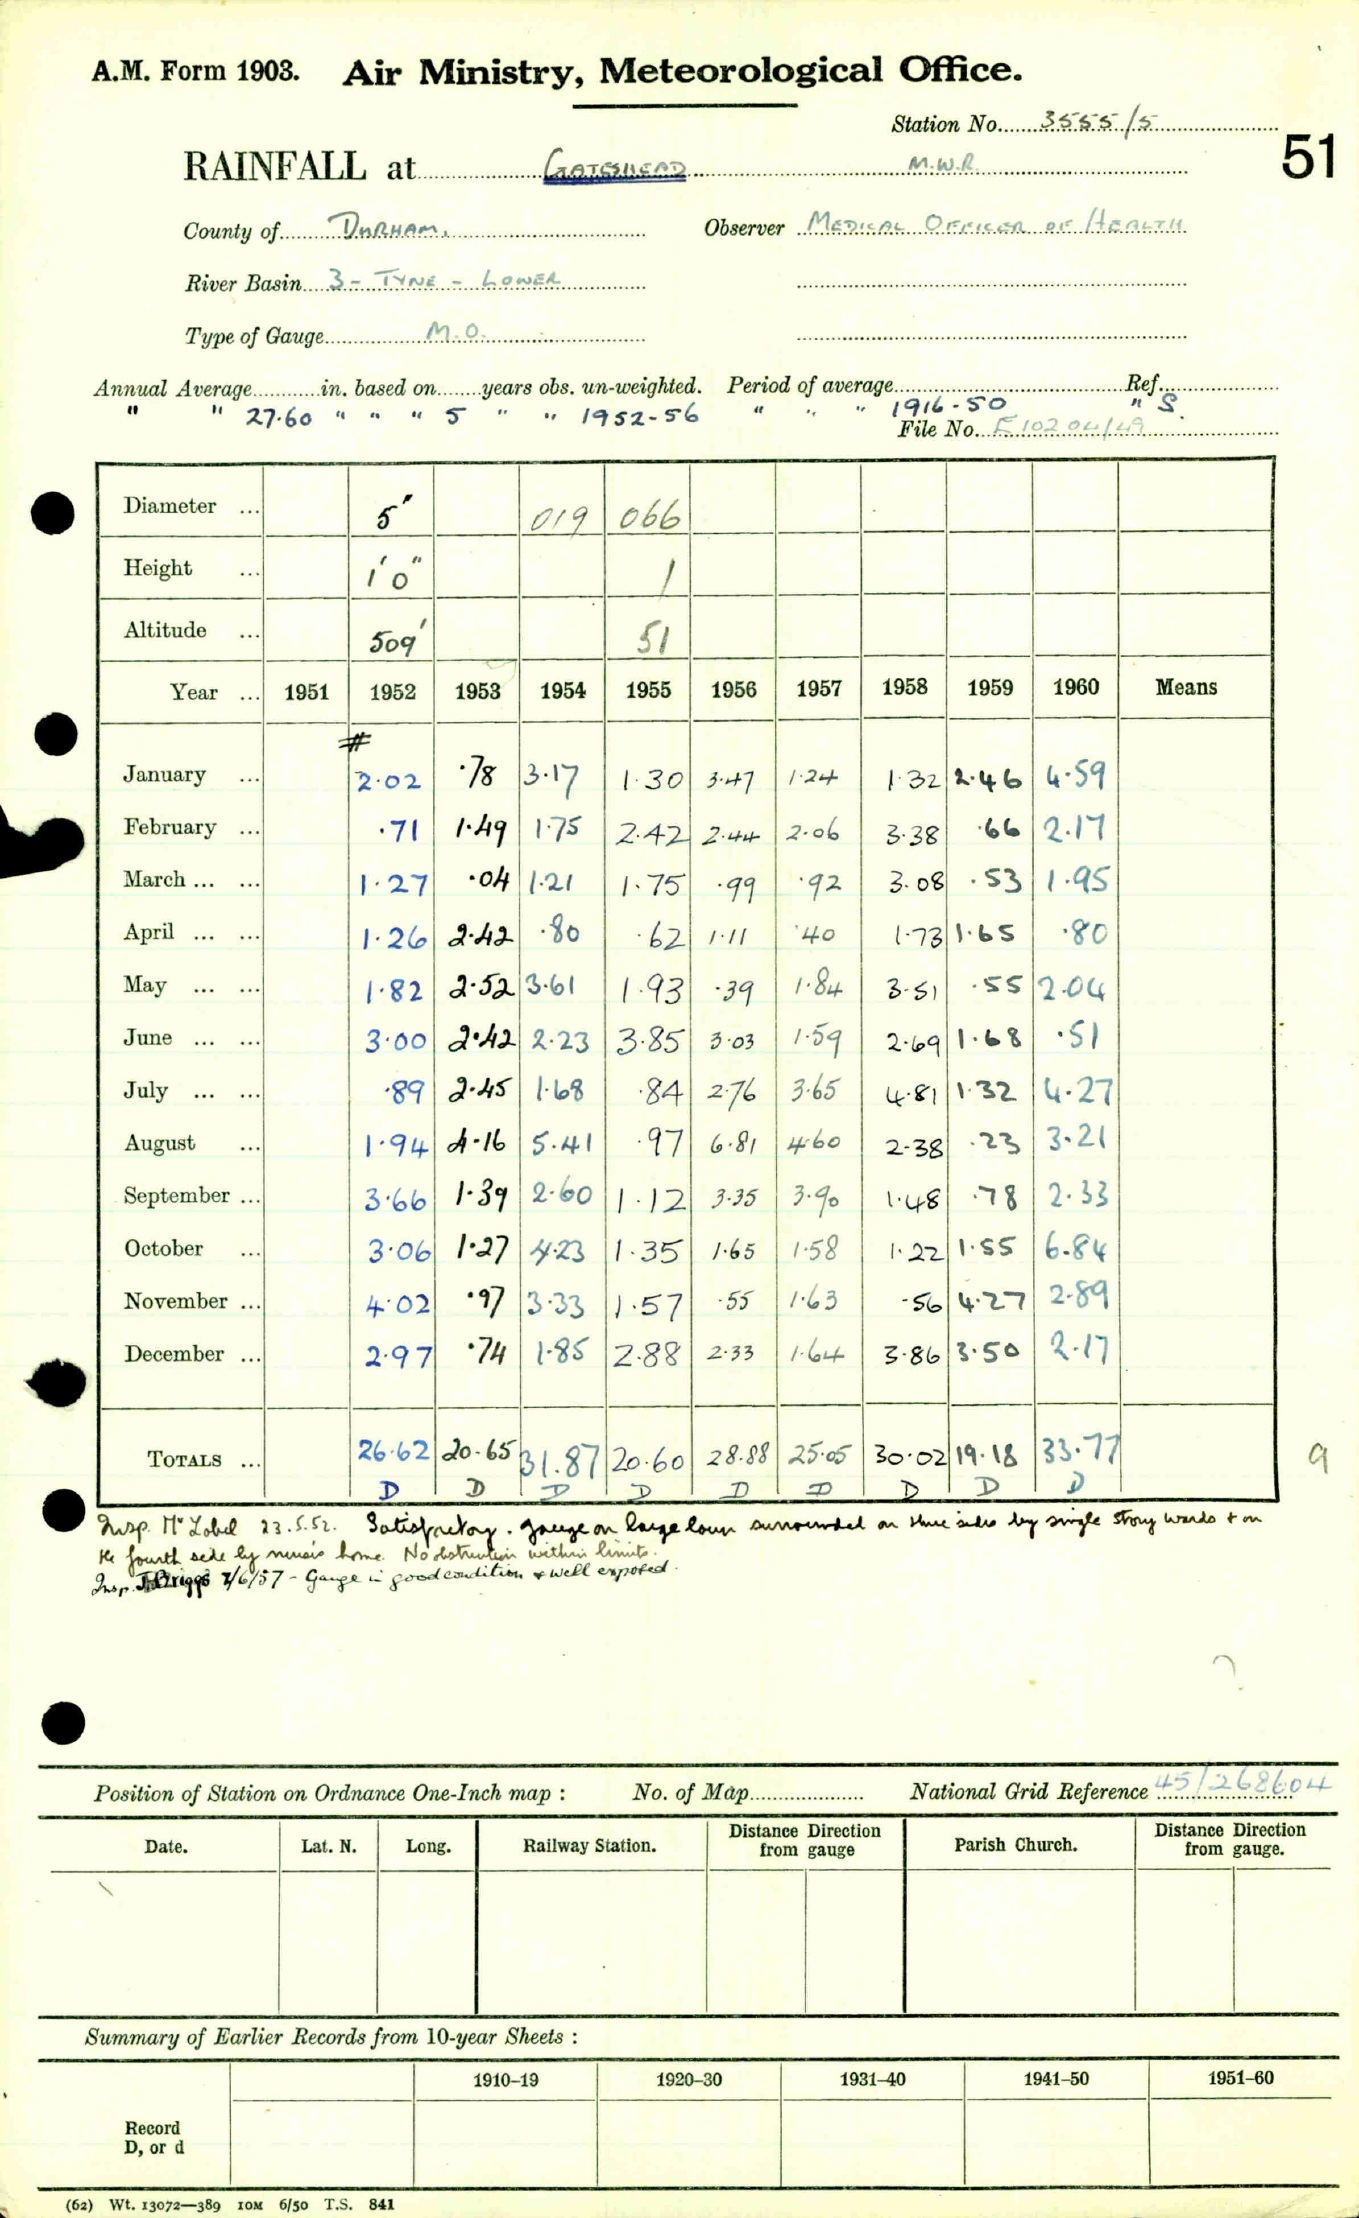 A.M. Form 1903. Air Ministry, Meteorological Office.
Station No. 3555/5
51
RAINFALL at GATESHEAD M.W.R.
County of DURHAM. Observer MEDICAL OFFICER OF HEALTH
River Basin 3 - TYNE - LOWER
Type of Gauge M.O.
Annual Average in. based on years obs. un-weighted. Period of average Ref.
" " 27.60 " " " 5 " " 1952-56 " " " 1916-50 " S.
File No. E10204/49
Diameter ... 5" 019 066
Height ... 1'0" 1
Altitude ... 509' 51
Year ... 1951 1952 1953 1954 1955 1956 1957 1958 1959 1960 Means
#
January ... 2.02 .78 3.17 1.30 3.47 1.24 1.32 2.46 4.59
February ... .71 1.49 1.75 2.42 2.44 2.06 3.38 .66 2.17
March ... ... 1.27 .04 1.21 1.75 .99 .92 3.08 .53 1.95
April ... ... 1.26 2.42 .80 .62 1.11 .40 1.73 1.65 .80
May ... ... 1.82 2.52 3.61 1.93 .39 1.84 3.51 .55 2.04
June ... ... 3.00 2.42 2.23 3.85 3.03 1.59 2.69 1.68 .51
July ... ... .89 2.45 1.68 .84 2.76 3.65 4.81 1.32 4.27
August ... 1.94 4.16 5.41 .97 6.81 4.60 2.38 .23 3.21
September ... 3.66 1.39 2.60 1.12 3.35 3.90 1.48 .78 2.33
October ... 3.06 1.27 4.23 1.35 1.65 1.58 1.22 1.55 6.84
November ... 4.02 .97 3.33 1.57 .55 1.63 .56 4.27 2.89
December ... 2.97 .74 1.85 2.88 2.33 1.64 3.86 3.50 2.17
TOTALS ... 26.62 20.65 31.87 20.60 28.88 25.05 30.02 19.18 33.77 9
D D D D D D D D D
Insp. 23.5.52. Satisfactory. gauge on large lawn surrounded on three sides by single strong wards + on
the fourth side by nurses home. No obstruction within limits.
Insp. J Briggs 7/6/57 - Gauge in good condition & well exposed.
Position of Station on Ordnance One-Inch map : No. of Map National Grid Reference 45/268604
Date. Lat. N. Long. Railway Station. Distance Direction from gauge Parish Church. Distance Direction from gauge.
Summary of Earlier Records from 10-year Sheets :
1910-19 1920-30 1931-40 1941-50 1951-60
Record
D, or d
(62) Wt. 13072—389 10M 6/50 T.S. 841